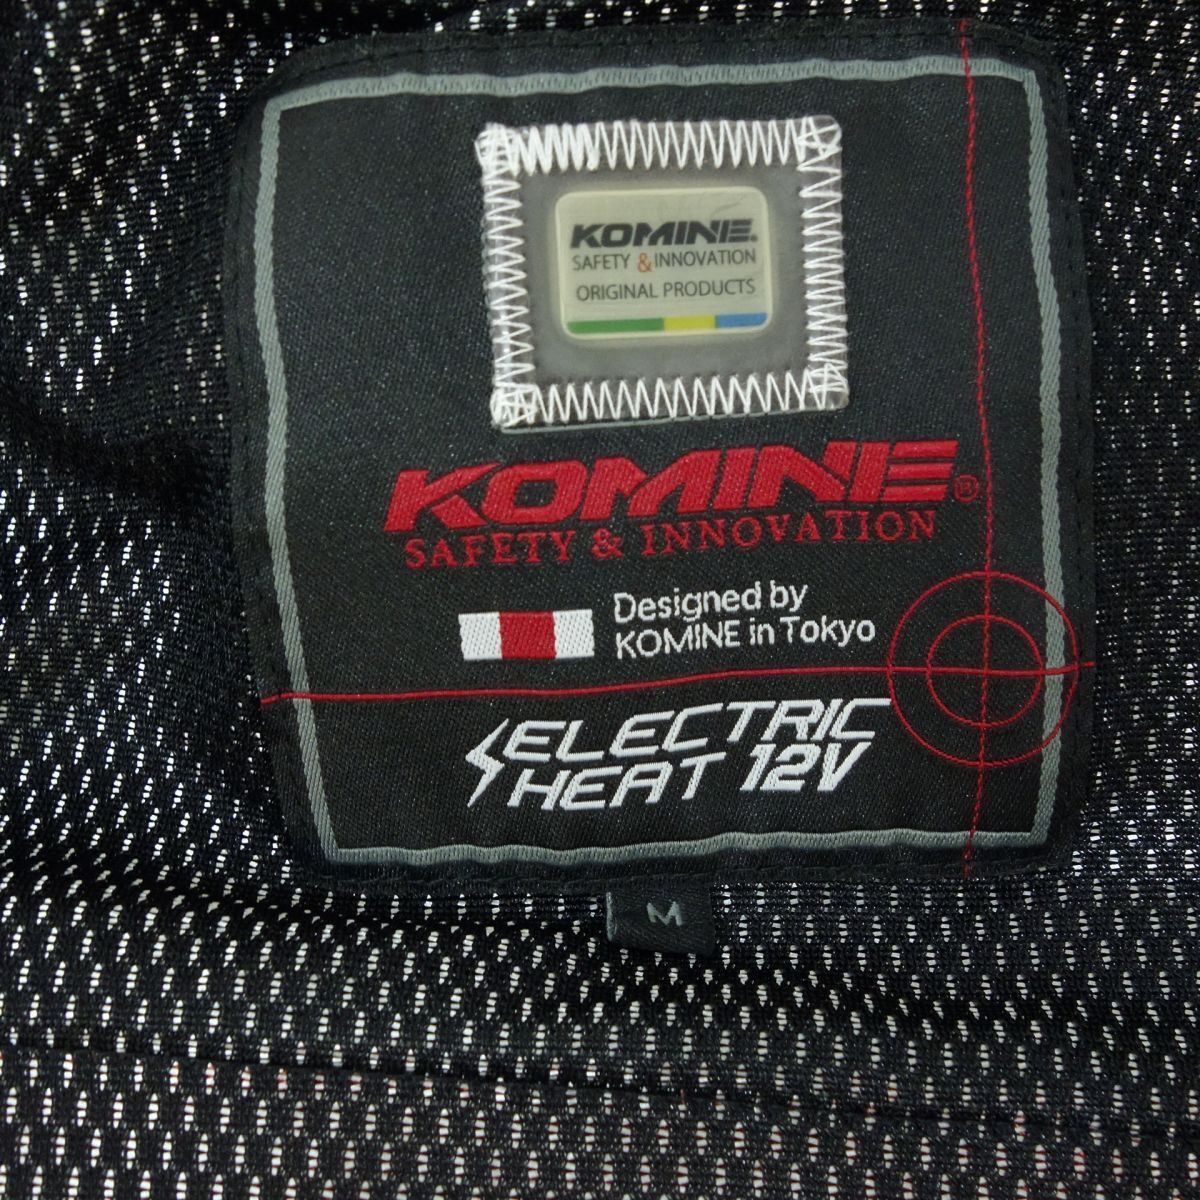 KOMINE®
SAFETY & INNOVATION
ORIGINAL PRODUCTS
KOMINE®
SAFETY & INNOVATION
Designed by
KOMINE in Tokyo
ELECTRIC
HEAT 12V
M